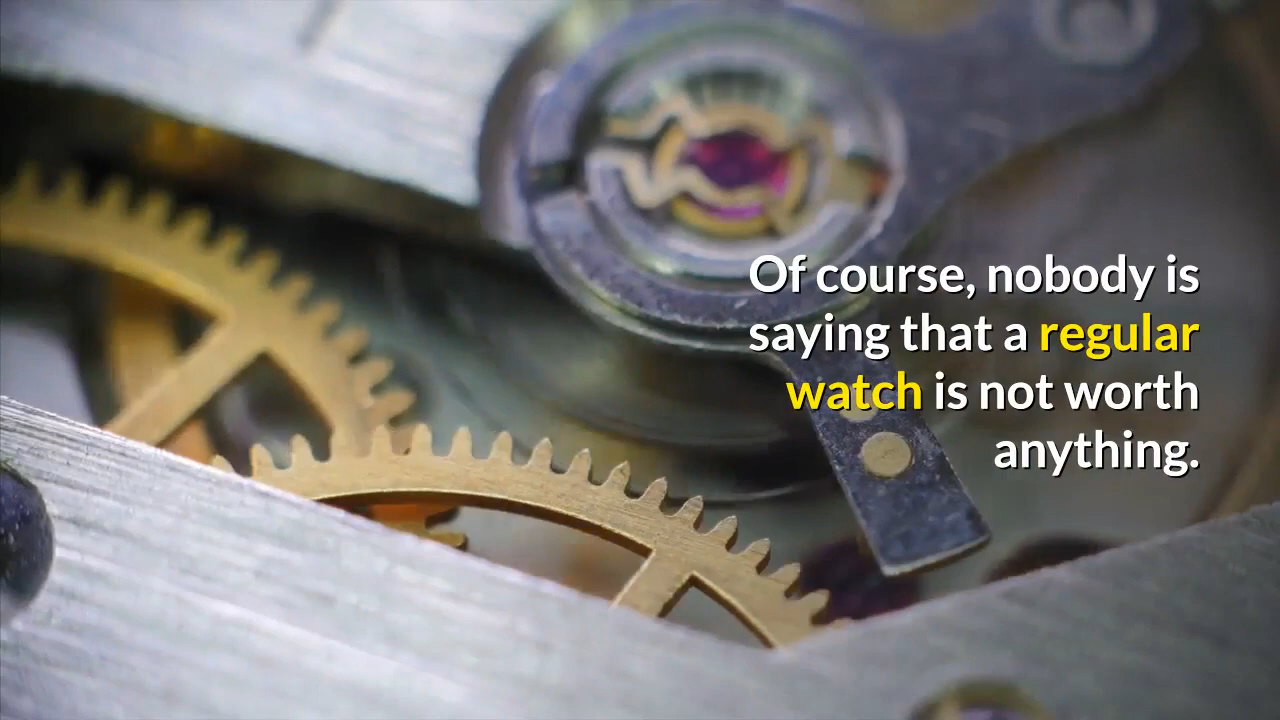 Of course, nobody is
saying that a regular
watch is not worth
anything.